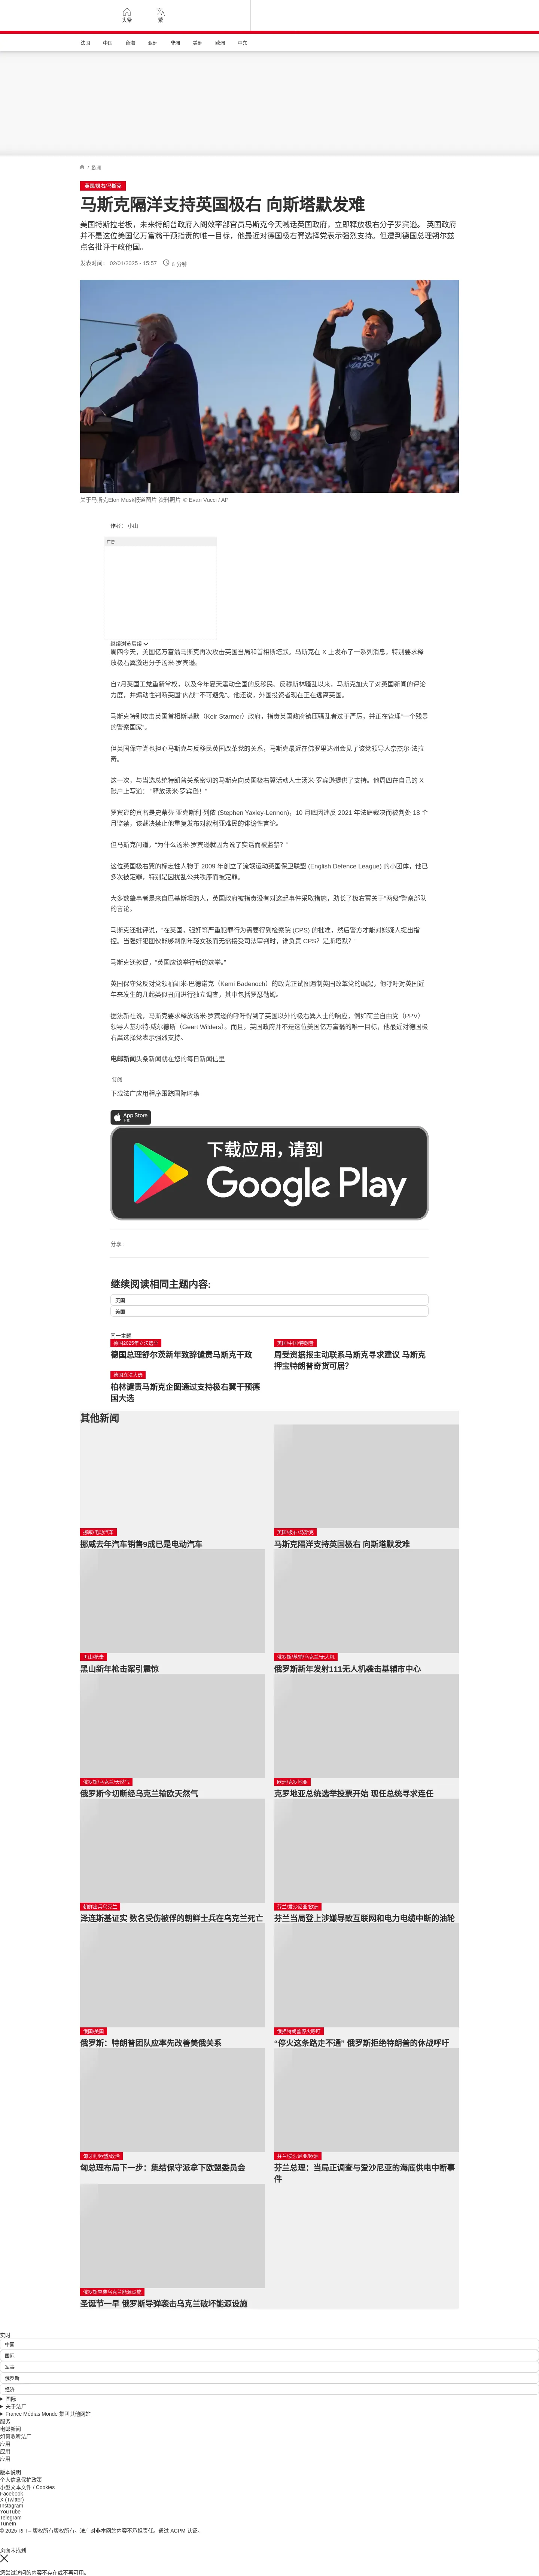 头条
繁
法国
中国
台海
亚洲
非洲
美洲
欧洲
中东
/ 欧洲
英国/极右/马斯克
马斯克隔洋支持英国极右 向斯塔默发难
美国特斯拉老板，未来特朗普政府入阁效率部官员马斯克今天喊话英国政府，立即释放极右分子罗宾逊。 英国政府
并不是这位美国亿万富翁干预指责的唯一目标，他最近对德国极右翼选择党表示强烈支持。但遭到德国总理朔尔兹
点名批评干政他国。
发表时间： 02/01/2025 - 15:57 6 分钟
关于马斯克Elon Musk报道图片 资料照片 © Evan Vucci / AP
作者： 小山
广告
继续浏览后续
周四今天，美国亿万富翁马斯克再次攻击英国当局和首相斯塔默。马斯克在 X 上发布了一系列消息，特别要求释
放极右翼激进分子汤米·罗宾逊。
自7月英国工党重新掌权，以及今年夏天震动全国的反移民、反穆斯林骚乱以来，马斯克加大了对英国新闻的评论
力度，并煽动性判断英国“内战”“不可避免”。他还说，外国投资者现在正在逃离英国。
马斯克特别攻击英国首相斯塔默（Keir Starmer）政府，指责英国政府镇压骚乱者过于严厉，并正在管理“一个残暴
的警察国家”。
但英国保守党也担心马斯克与反移民英国改革党的关系，马斯克最近在佛罗里达州会见了该党领导人奈杰尔·法拉
奇。
这一次，与当选总统特朗普关系密切的马斯克向英国极右翼活动人士汤米·罗宾逊提供了支持。他周四在自己的 X
账户上写道： “释放汤米·罗宾逊！”
罗宾逊的真名是史蒂芬·亚克斯利·列侬 (Stephen Yaxley-Lennon)，10 月底因违反 2021 年法庭裁决而被判处 18 个
月监禁，该裁决禁止他重复发布对叙利亚难民的诽谤性言论。
但马斯克问道，“为什么汤米·罗宾逊就因为说了实话而被监禁？ ”
这位英国极右翼的标志性人物于 2009 年创立了流氓运动英国保卫联盟 (English Defence League) 的小团体，他已
多次被定罪，特别是因扰乱公共秩序而被定罪。
大多数肇事者是来自巴基斯坦的人，英国政府被指责没有对这起事件采取措施，助长了极右翼关于“两级”警察部队
的言论。
马斯克还批评说，“在英国，强奸等严重犯罪行为需要得到检察院 (CPS) 的批准，然后警方才能对嫌疑人提出指
控。当强奸犯团伙能够剥削年轻女孩而无需接受司法审判时，谁负责 CPS？是斯塔默？”
马斯克还敦促，“英国应该举行新的选举。”
英国保守党反对党领袖凯米·巴德诺克（Kemi Badenoch）的政党正试图遏制英国改革党的崛起，他呼吁对英国近
年来发生的几起类似丑闻进行独立调查，其中包括罗瑟勒姆。
据法新社说，马斯克要求释放汤米·罗宾逊的呼吁得到了英国以外的极右翼人士的响应，例如荷兰自由党（PPV）
领导人基尔特·威尔德斯（Geert Wilders）。而且，英国政府并不是这位美国亿万富翁的唯一目标，他最近对德国极
右翼选择党表示强烈支持。
电邮新闻头条新闻就在您的每日新闻信里
订阅
下载法广应用程序跟踪国际时事
App Store
下载
下载应用，请到
Google Play
分享 :
继续阅读相同主题内容:
英国
美国
同一主题
德国2025年立法选举
德国总理舒尔茨新年致辞谴责马斯克干政
美国/中国/特朗普
周受资据报主动联系马斯克寻求建议 马斯克
押宝特朗普奇货可居？
德国立法大选
柏林谴责马斯克企图通过支持极右翼干预德
国大选
其他新闻
挪威/电动汽车
挪威去年汽车销售9成已是电动汽车
英国/极右/马斯克
马斯克隔洋支持英国极右 向斯塔默发难
黑山/枪击
黑山新年枪击案引震惊
俄罗斯/基辅/乌克兰/无人机
俄罗斯新年发射111无人机袭击基辅市中心
俄罗斯/乌克兰/天然气
俄罗斯今切断经乌克兰输欧天然气
欧洲/克罗地亚
克罗地亚总统选举投票开始 现任总统寻求连任
朝鲜出兵乌克兰
泽连斯基证实 数名受伤被俘的朝鲜士兵在乌克兰死亡
芬兰/爱沙尼亚/欧洲
芬兰当局登上涉嫌导致互联网和电力电缆中断的油轮
俄国/美国
俄罗斯：特朗普团队应率先改善美俄关系
俄拒特朗普停火呼吁
“停火这条路走不通” 俄罗斯拒绝特朗普的休战呼吁
匈牙利/欧盟/政治
匈总理布局下一步：集结保守派拿下欧盟委员会
芬兰/爱沙尼亚/欧洲
芬兰总理：当局正调查与爱沙尼亚的海底供电中断事
件
俄罗斯空袭乌克兰能源设施
圣诞节一早 俄罗斯导弹袭击乌克兰破坏能源设施
实时
中国
国际
军事
俄罗斯
经济
国际
关于法广
France Médias Monde 集团其他网站
服务
电邮新闻
如何收听法广
应用
应用
应用
版本说明
个人信息保护政策
小型文本文件 / Cookies
Facebook
X (Twitter)
Instagram
YouTube
Telegram
TuneIn
© 2025 RFI – 版权所有版权所有。法广对非本网站内容不承担责任。通过 ACPM 认证。
页面未找到
您尝试访问的内容不存在或不再可用。